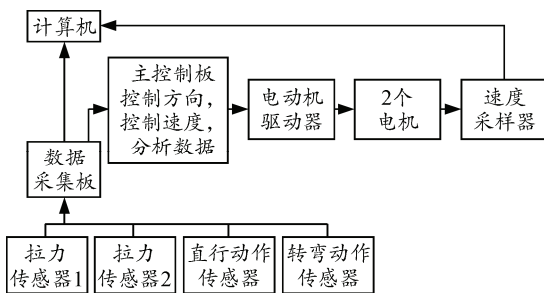 计算机
主控制板
控制方向，
控制速度，
分析数据
电动机
驱动器
2个
电机
速度
采样器
数据
采集板
拉力
传感器1
拉力
传感器2
直行动作
传感器
转弯动作
传感器